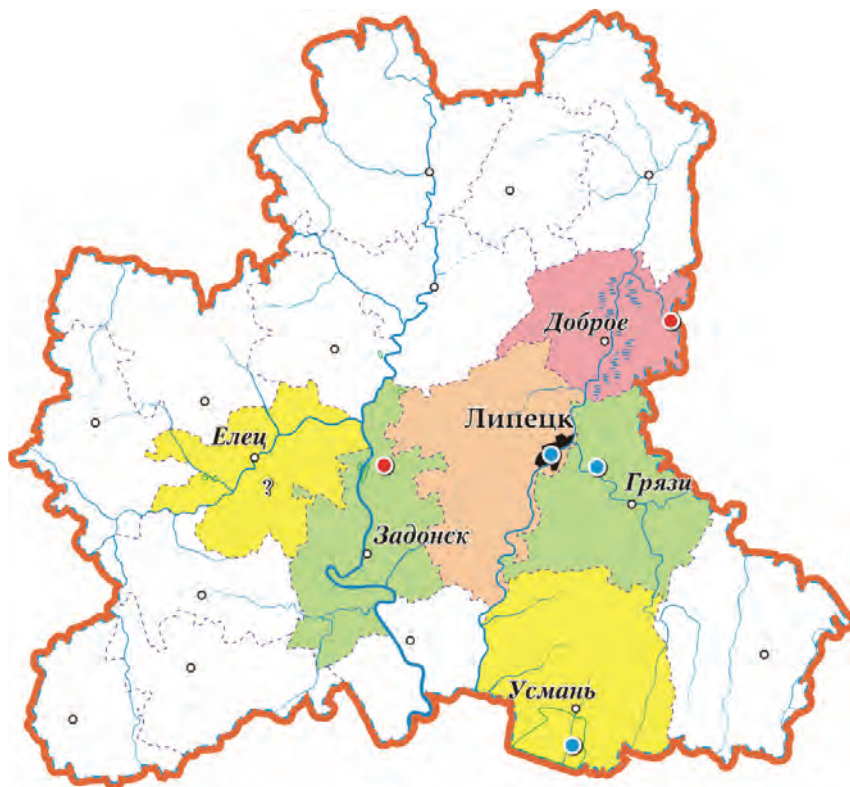 Доброе
Липецк
Елец
?
Грязи
Задонск
Усмань